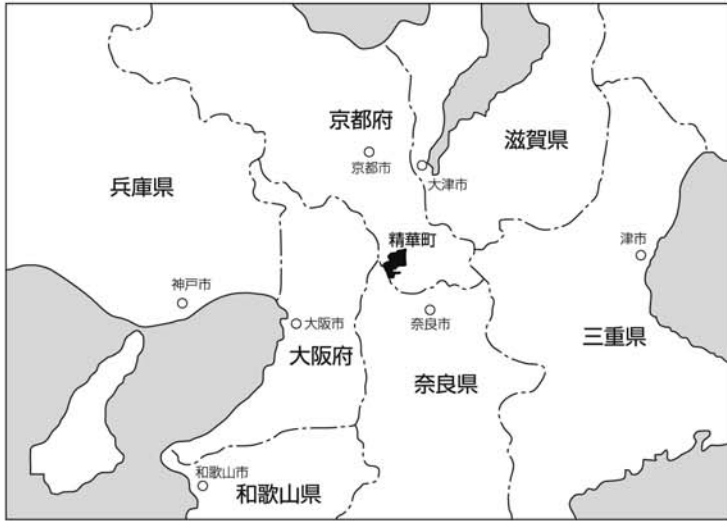 京都府
京都市
滋賀県
大津市
兵庫県
精華町
津市
神戸市
大阪市
奈良市
大阪府
奈良県
三重県
和歌山市
和歌山県